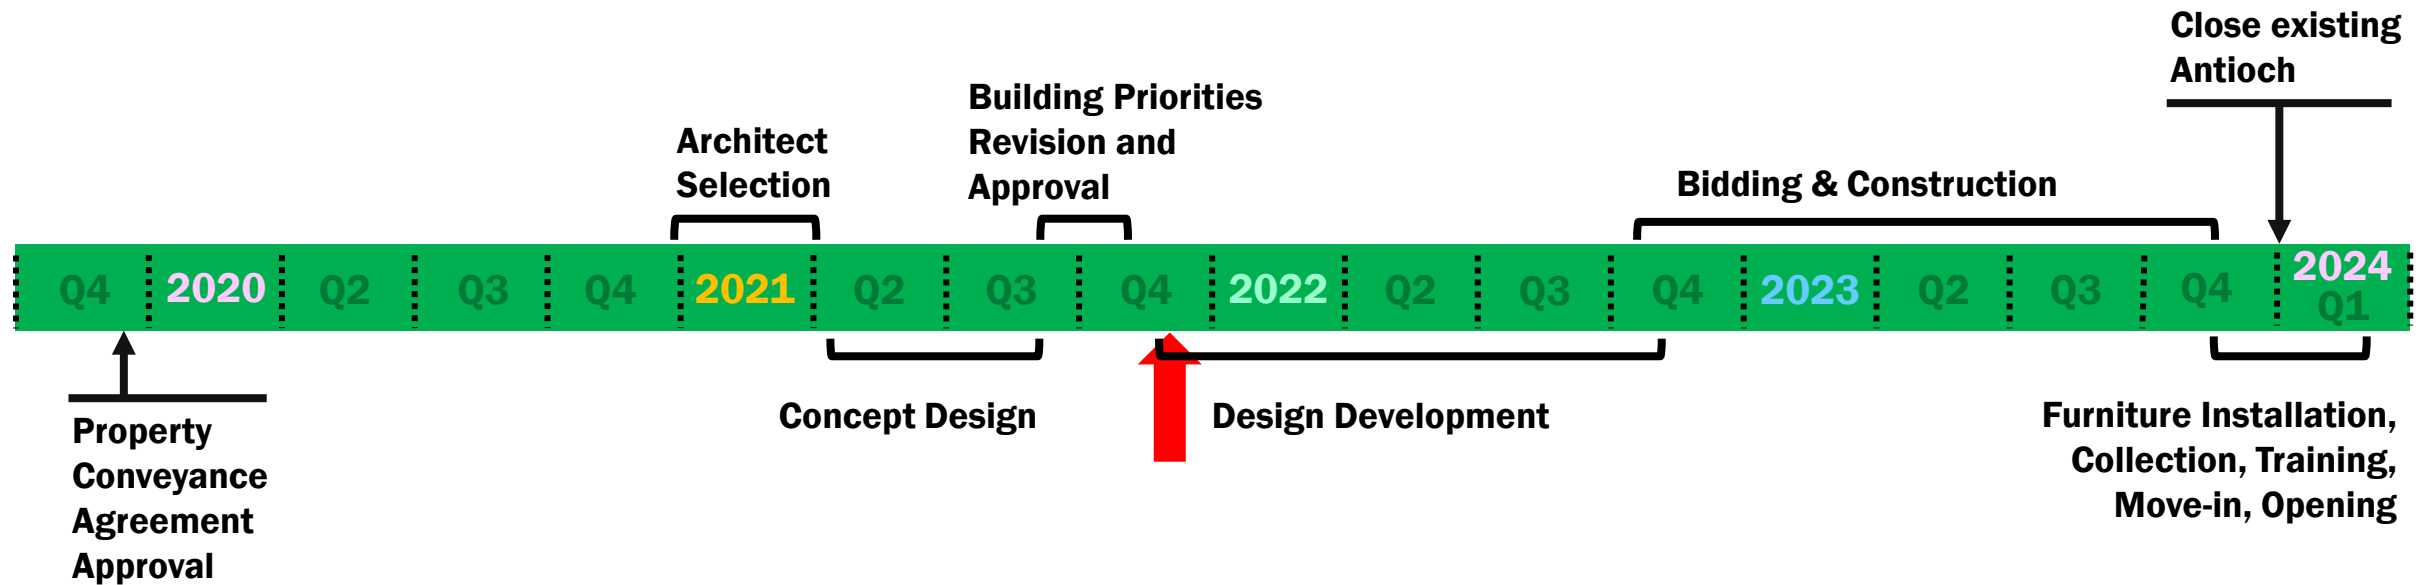 Close existing
Antioch
Building Priorities
Revision and
Approval
Architect
Selection
Bidding & Construction
Q4 2020 Q2 Q3 Q4 2021 Q2 Q3 Q4 2022 Q2 Q3 Q4 2023 Q2 Q3 Q4 2024
Q1
Concept Design
Design Development
Property
Conveyance
Agreement
Approval
Furniture Installation,
Collection, Training,
Move-in, Opening